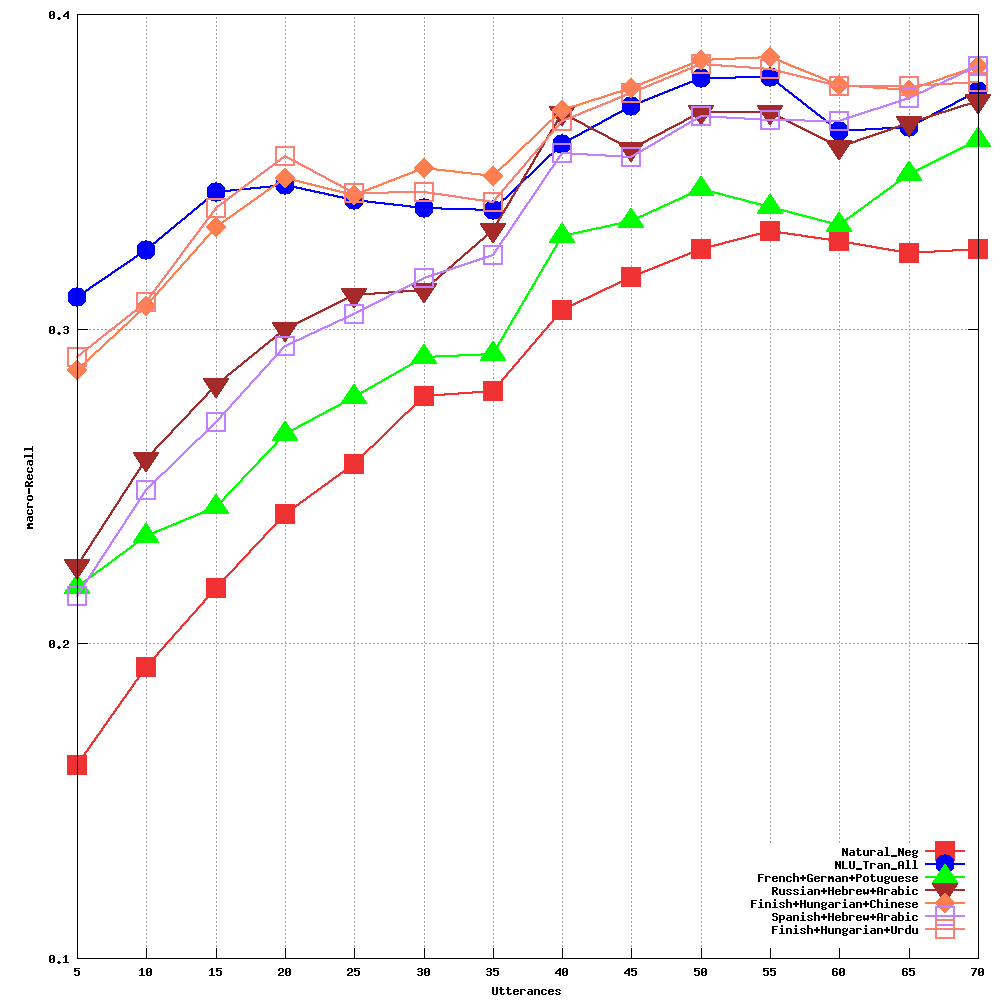 0.4
0.3
0.2
0.1
macro-Recall
5 10 15 20 25 30 35 40 45 50 55 60 65 70
Utterances
Natural_Neg
NLU_Tran_All
French+German+Potuguese
Russian+Hebrew+Arabic
Finish+Hungarian+Chinese
Spanish+Hebrew+Arabic
Finish+Hungarian+Urdu